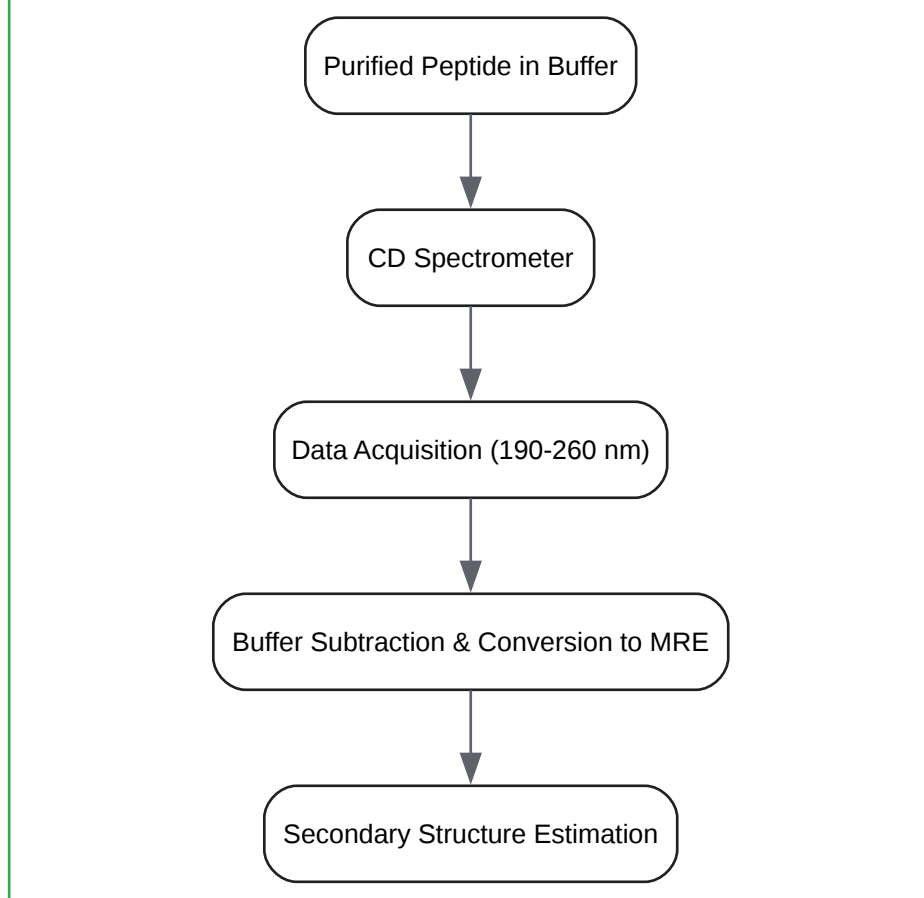 Purified Peptide in Buffer
CD Spectrometer
Data Acquisition (190-260 nm)
Buffer Subtraction & Conversion to MRE
Secondary Structure Estimation